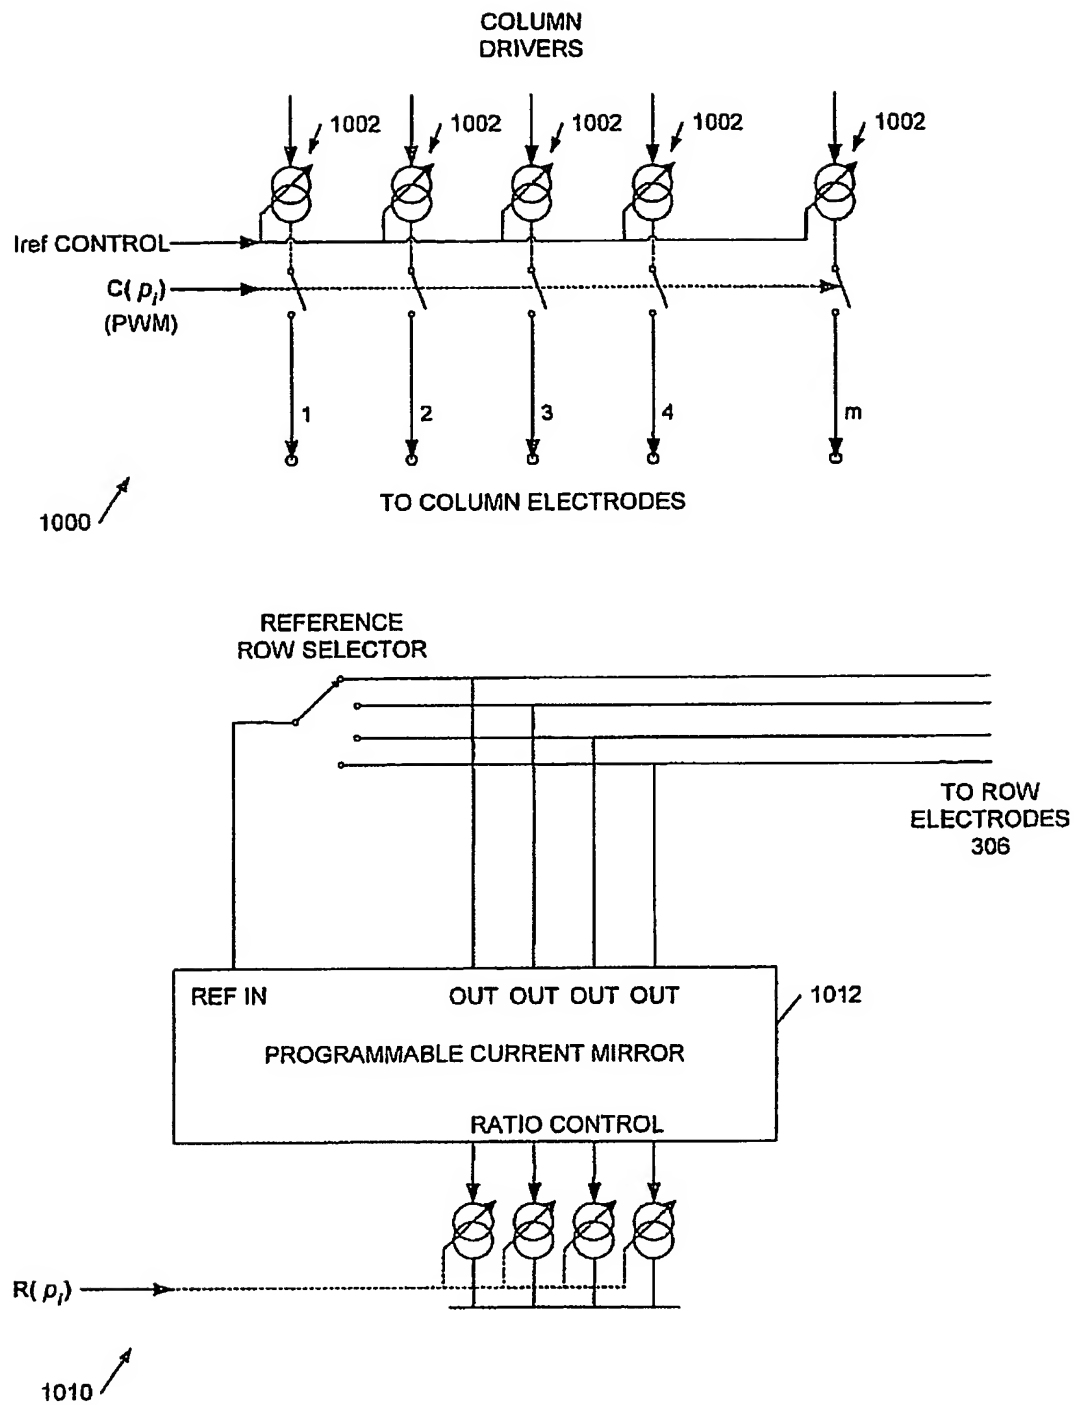 COLUMN
DRIVERS
1002 1002 1002 1002 1002
Iref CONTROL
C( pi)
(PWM)
1 2 3 4 m
TO COLUMN ELECTRODES
1000
REFERENCE
ROW SELECTOR
TO ROW
ELECTRODES
306
REF IN OUT OUT OUT OUT
1012
PROGRAMMABLE CURRENT MIRROR
RATIO CONTROL
R( pi)
1010